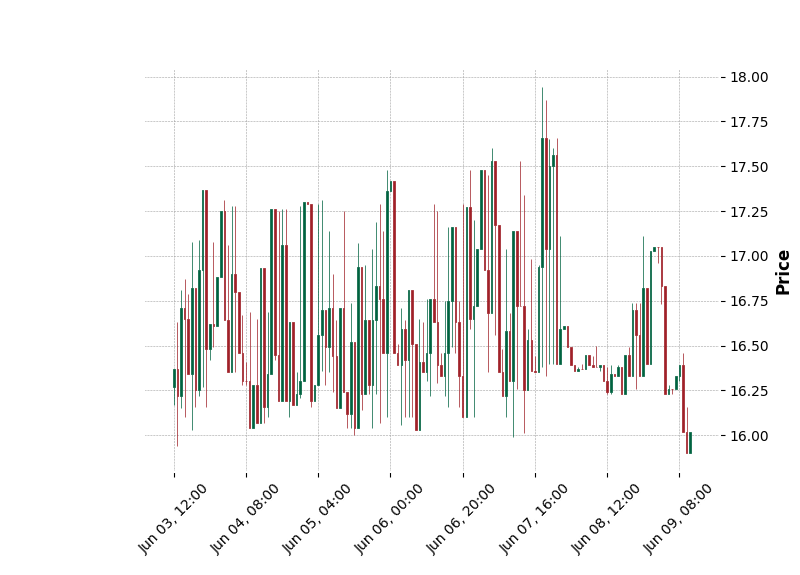 18.00
17.75
17.50
17.25
17.00
16.75
16.50
16.25
16.00
Price
Jun 03, 12:00
Jun 04, 08:00
Jun 05, 04:00
Jun 06, 00:00
Jun 06, 20:00
Jun 07, 16:00
Jun 08, 12:00
Jun 09, 08:00